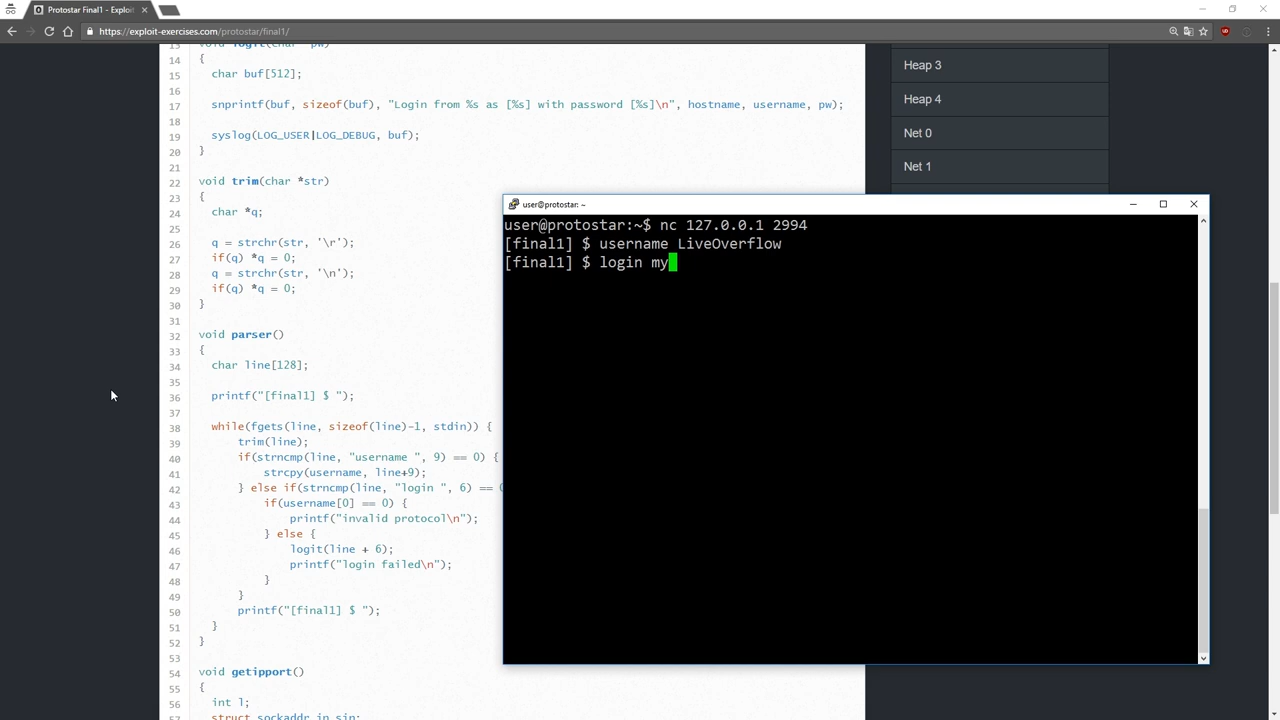 Protostar Final1 - Exploit
https://exploit-exercises.com/protostar/final1/
13 void logit(char *pw)
14 {
15 char buf[512];
16
17 snprintf(buf, sizeof(buf), "Login from %s as [%s] with password [%s]\n", hostname, username, pw);
18
19 syslog(LOG_USER|LOG_DEBUG, buf);
20 }
21
22 void trim(char *str)
23 {
24 char *q;
25
26 q = strchr(str, '\r');
27 if(q) *q = 0;
28 q = strchr(str, '\n');
29 if(q) *q = 0;
30 }
31
32 void parser()
33 {
34 char line[128];
35
36 printf("[final1] $ ");
37
38 while(fgets(line, sizeof(line)-1, stdin)) {
39 trim(line);
40 if(strncmp(line, "username ", 9) == 0) {
41 strcpy(username, line+9);
42 } else if(strncmp(line, "login ", 6) == 0
43 if(username[0] == 0) {
44 printf("invalid protocol\n");
45 } else {
46 logit(line + 6);
47 printf("login failed\n");
48 }
49 }
50 printf("[final1] $ ");
51 }
52 }
53
54 void getipport()
55 {
56 int l;
57 struct sockaddr_in sin;
Heap 3
Heap 4
Net 0
Net 1
user@protostar: ~
user@protostar:~$ nc 127.0.0.1 2994
[final1] $ username LiveOverflow
[final1] $ login my